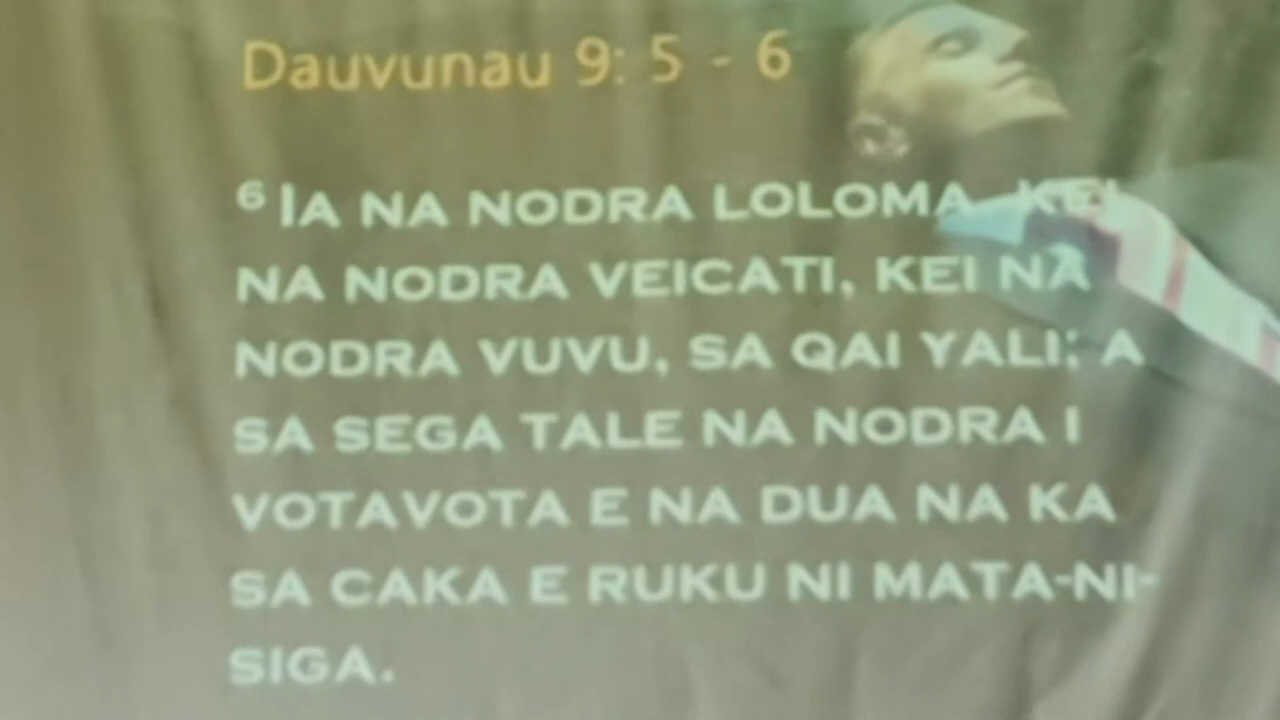 Dauvunau 9: 5 - 6
6 IA NA NODRA LOLOMA, KEI
NA NODRA VEICATI, KEI NA
NODRA VUVU, SA QAI YALI; A
SA SEGA TALE NA NODRA I
VOTAVOTA E NA DUA NA KA
SA CAKA E RUKU NI MATA-NI-
SIGA.